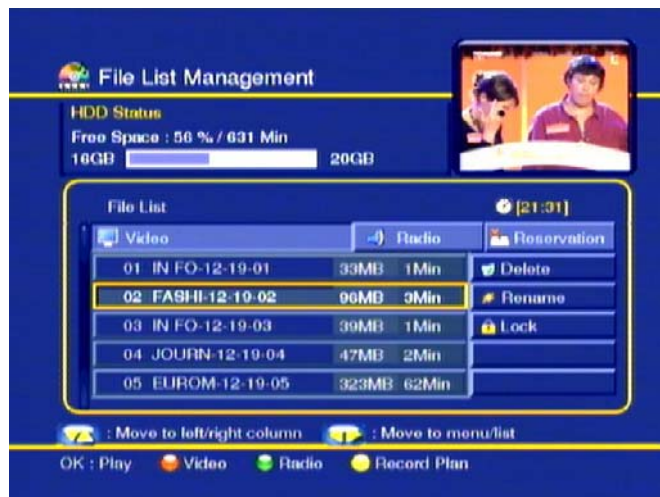 File List Management
HDD Status
Free Space : 56 % / 631 Min
16GB 20GB
File List [21:31]
Video Radio Reservation
01 IN FO-12-19-01 33MB 1Min Delete
02 FASHI-12-19-02 96MB 3Min Rename
03 IN FO-12-19-03 39MB 1Min Lock
04 JOURN-12-19-04 47MB 2Min
05 EUROM-12-19-05 323MB 62Min
: Move to left/right column : Move to menu/list
OK : Play Video Radio Record Plan